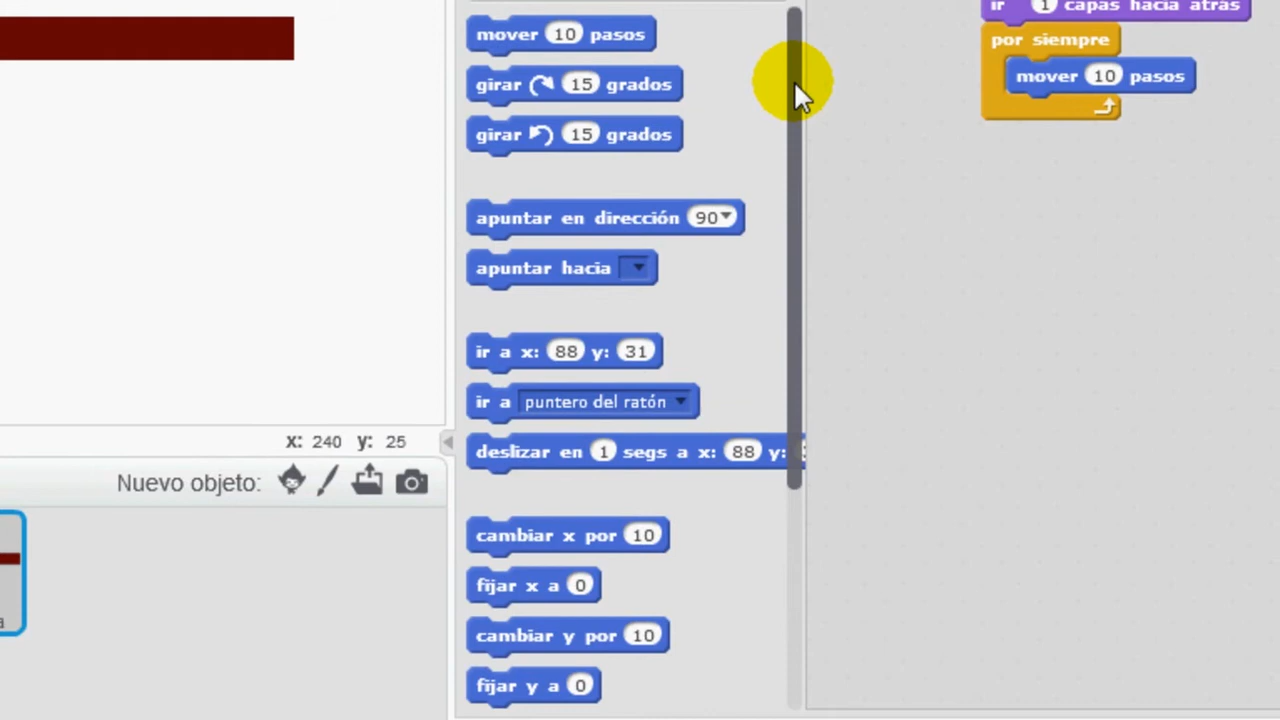 mover 10 pasos
girar 15 grados
girar 15 grados
apuntar en dirección 90
apuntar hacia
ir a x: 88 y: 31
ir a puntero del ratón
deslizar en 1 segs a x: 88 y:
cambiar x por 10
fijar x a 0
cambiar y por 10
fijar y a 0
ir 1 capas hacia atrás
por siempre
mover 10 pasos
x: 240 y: 25
Nuevo objeto: